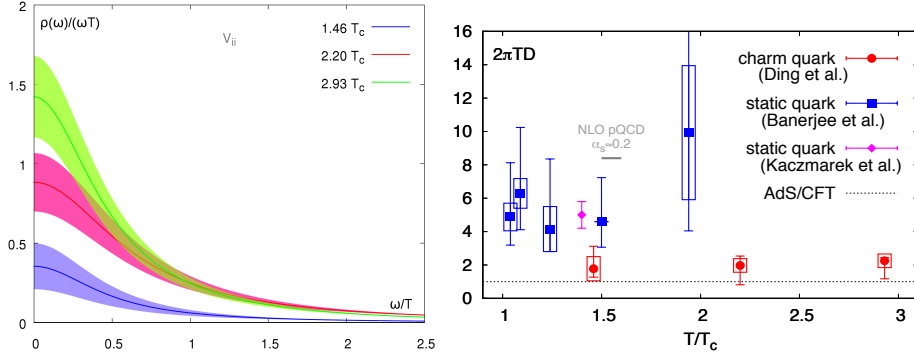 ρ(ω)/(ωT)
V_ii
1.46 T_c
2.20 T_c
2.93 T_c
2
1.5
1
0.5
0
ω/T
0
0.5
1
1.5
2
2.5
2πTD
16
14
12
10
8
6
4
2
0
charm quark
(Ding et al.)
static quark
(Banerjee et al.)
static quark
(Kaczmarek et al.)
AdS/CFT
NLO pQCD
α_s≈0.2
1
1.5
2
2.5
3
T/T_c